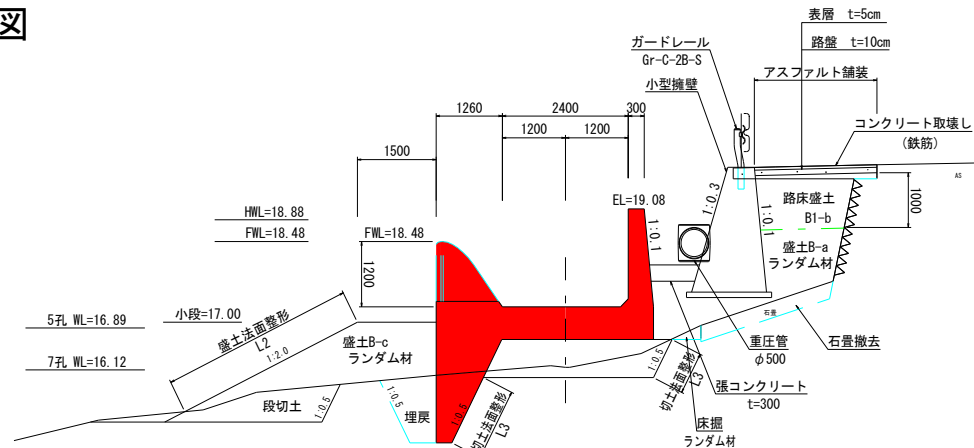 図
表層　t=5cm
路盤　t=10cm
アスファルト舗装
ガードレール
Gr-C-2B-S
小型擁壁
コンクリート取壊し
(鉄筋)
AS
1260
2400
300
1200
1200
1500
EL=19.08
1:0.3
1:0.1
1:0.1
路床盛土
B1-b
1000
盛土B-a
ランダム材
HWL=18.88
FWL=18.48
FWL=18.48
1200
5孔 WL=16.89
小段=17.00
7孔 WL=16.12
盛土法面整形
L2
1:2.0
盛土B-c
ランダム材
段切土
1:0.5
1:0.5
埋戻
1:0.5
切土法面整形
L3
1:0.5
切土法面整形
L3
石畳
重圧管
φ500
石畳撤去
張コンクリート
t=300
床掘
ランダム材